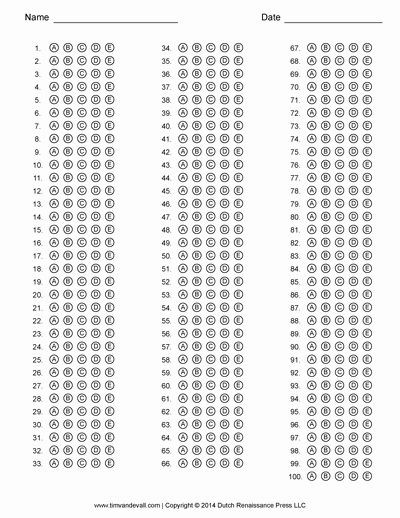 Name Date
1. A B C D E 34. A B C D E 67. A B C D E
2. A B C D E 35. A B C D E 68. A B C D E
3. A B C D E 36. A B C D E 69. A B C D E
4. A B C D E 37. A B C D E 70. A B C D E
5. A B C D E 38. A B C D E 71. A B C D E
6. A B C D E 39. A B C D E 72. A B C D E
7. A B C D E 40. A B C D E 73. A B C D E
8. A B C D E 41. A B C D E 74. A B C D E
9. A B C D E 42. A B C D E 75. A B C D E
10. A B C D E 43. A B C D E 76. A B C D E
11. A B C D E 44. A B C D E 77. A B C D E
12. A B C D E 45. A B C D E 78. A B C D E
13. A B C D E 46. A B C D E 79. A B C D E
14. A B C D E 47. A B C D E 80. A B C D E
15. A B C D E 48. A B C D E 81. A B C D E
16. A B C D E 49. A B C D E 82. A B C D E
17. A B C D E 50. A B C D E 83. A B C D E
18. A B C D E 51. A B C D E 84. A B C D E
19. A B C D E 52. A B C D E 85. A B C D E
20. A B C D E 53. A B C D E 86. A B C D E
21. A B C D E 54. A B C D E 87. A B C D E
22. A B C D E 55. A B C D E 88. A B C D E
23. A B C D E 56. A B C D E 89. A B C D E
24. A B C D E 57. A B C D E 90. A B C D E
25. A B C D E 58. A B C D E 91. A B C D E
26. A B C D E 59. A B C D E 92. A B C D E
27. A B C D E 60. A B C D E 93. A B C D E
28. A B C D E 61. A B C D E 94. A B C D E
29. A B C D E 62. A B C D E 95. A B C D E
30. A B C D E 63. A B C D E 96. A B C D E
31. A B C D E 64. A B C D E 97. A B C D E
32. A B C D E 65. A B C D E 98. A B C D E
33. A B C D E 66. A B C D E 99. A B C D E
100. A B C D E
www.timvandevall.com | Copyright © 2014 Dutch Renaissance Press LLC